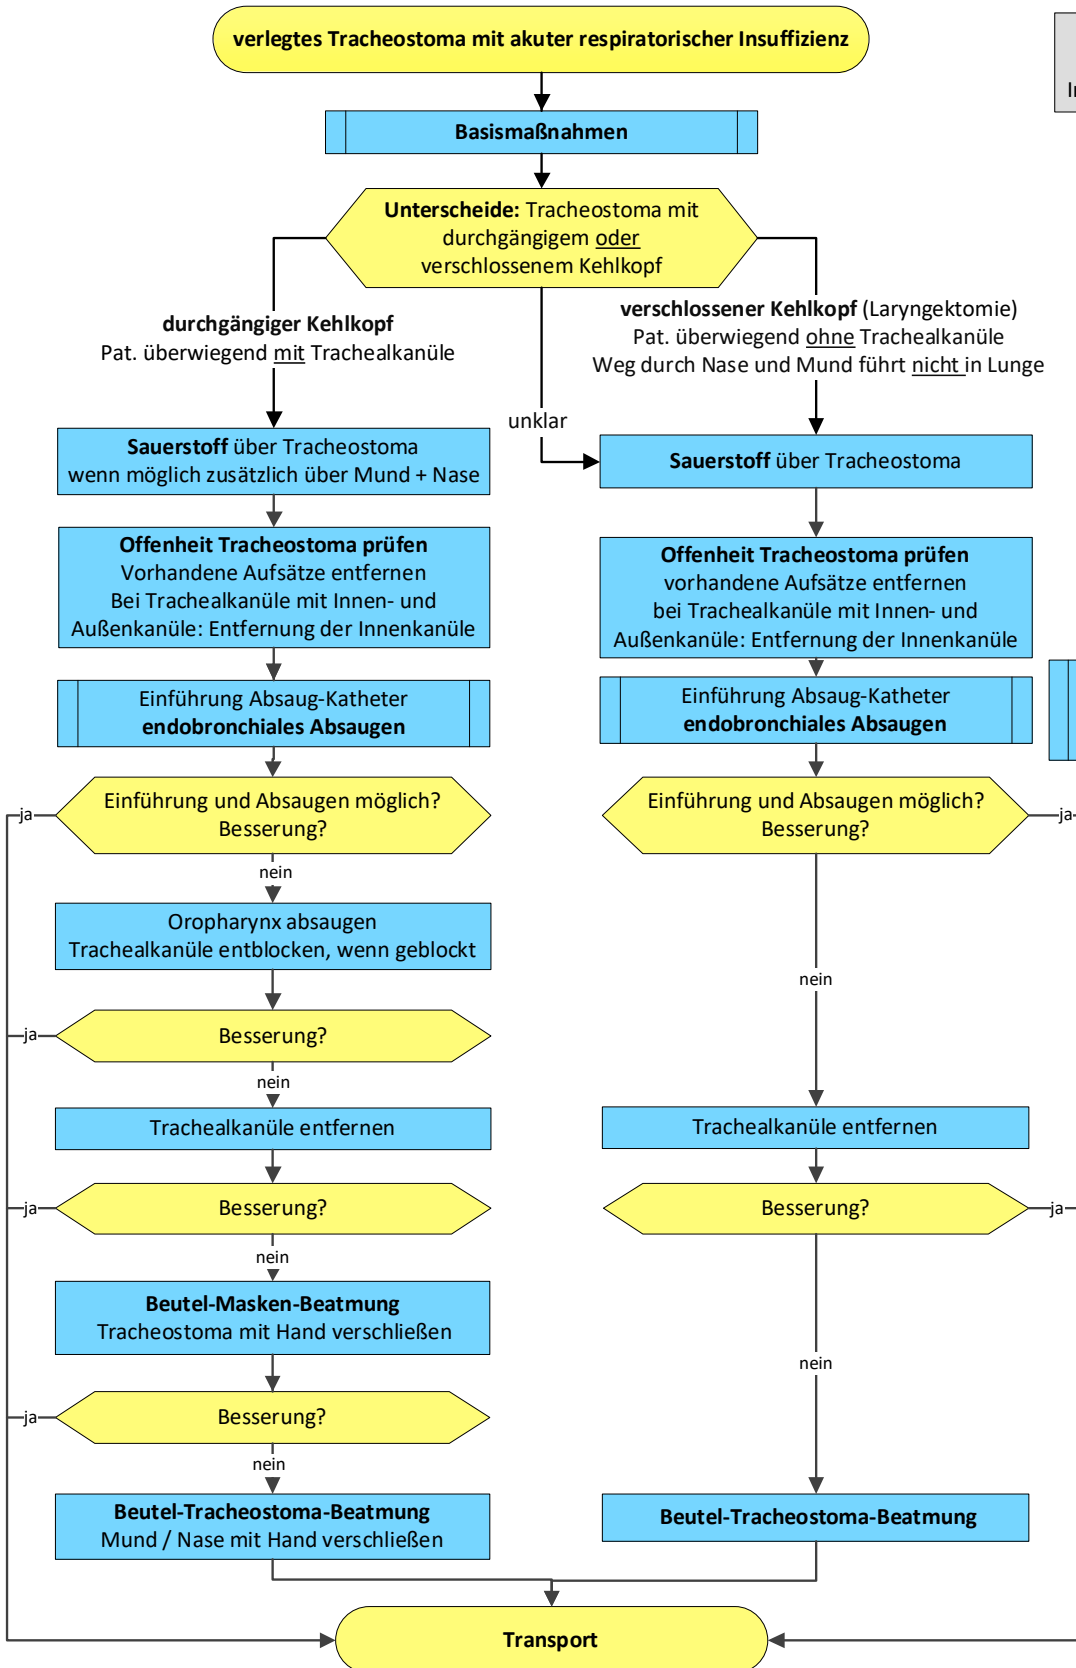 verlegtes Tracheostoma mit akuter respiratorischer Insuffizienz
Basismaßnahmen
Unterscheide: Tracheostoma mit
durchgängigem oder
verschlossenem Kehlkopf
durchgängiger Kehlkopf
Pat. überwiegend mit Trachealkanüle
verschlossener Kehlkopf (Laryngektomie)
Pat. überwiegend ohne Trachealkanüle
Weg durch Nase und Mund führt nicht in Lunge
unklar
Sauerstoff über Tracheostoma
wenn möglich zusätzlich über Mund + Nase
Offenheit Tracheostoma prüfen
Vorhandene Aufsätze entfernen
Bei Trachealkanüle mit Innen- und
Außenkanüle: Entfernung der Innenkanüle
Einführung Absaug-Katheter
endobronchiales Absaugen
Einführung und Absaugen möglich?
Besserung?
ja
nein
Oropharynx absaugen
Trachealkanüle entblocken, wenn geblockt
Besserung?
ja
nein
Trachealkanüle entfernen
Besserung?
ja
nein
Beutel-Masken-Beatmung
Tracheostoma mit Hand verschließen
Besserung?
ja
nein
Beutel-Tracheostoma-Beatmung
Mund / Nase mit Hand verschließen
Sauerstoff über Tracheostoma
Offenheit Tracheostoma prüfen
vorhandene Aufsätze entfernen
bei Trachealkanüle mit Innen- und
Außenkanüle: Entfernung der Innenkanüle
Einführung Absaug-Katheter
endobronchiales Absaugen
Einführung und Absaugen möglich?
Besserung?
ja
nein
Trachealkanüle entfernen
Besserung?
ja
nein
Beutel-Tracheostoma-Beatmung
Transport